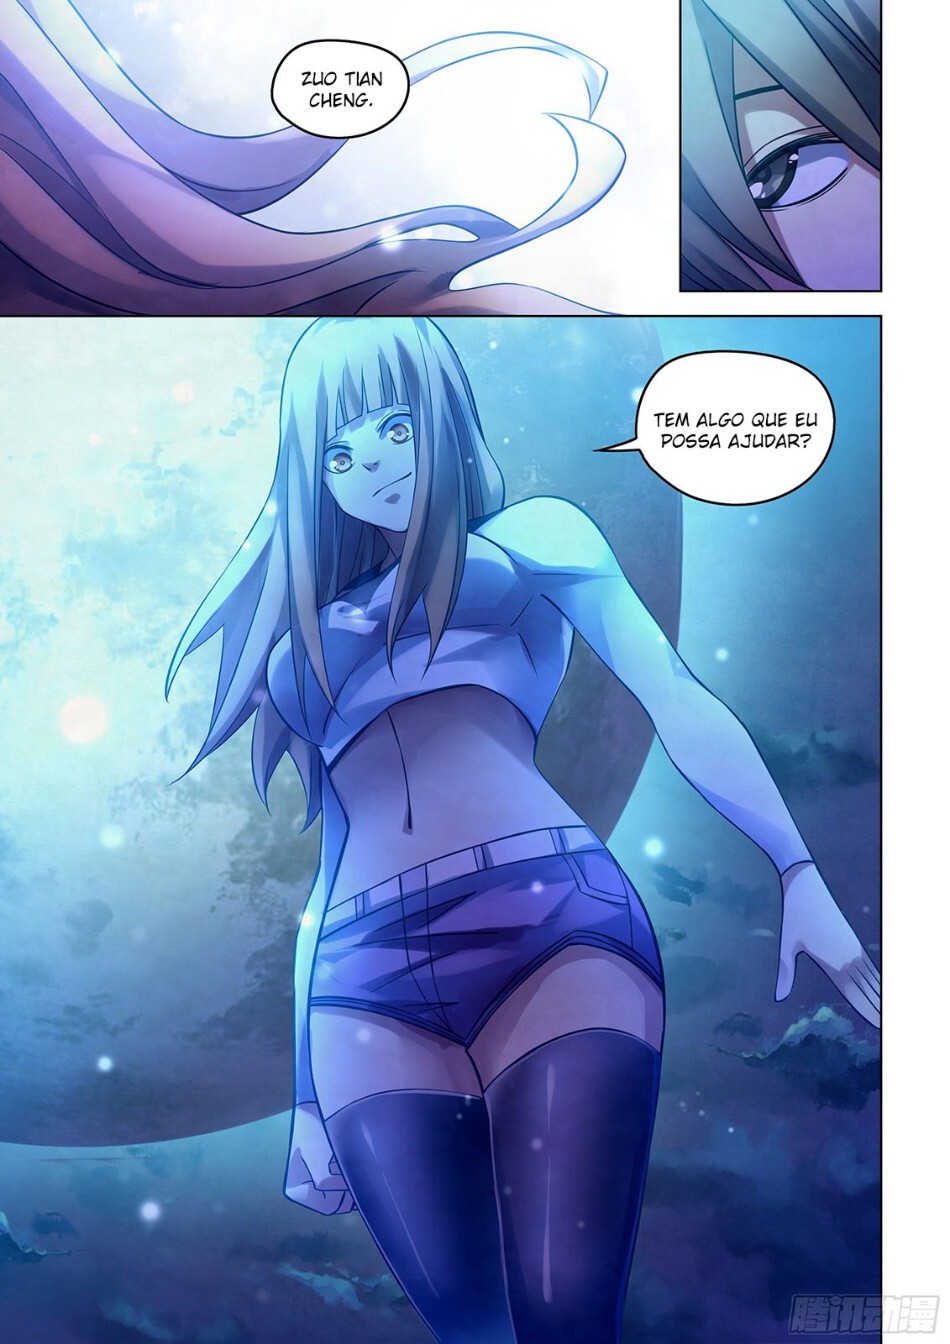 ZUO TIAN
CHENG.
TEM ALGO QUE EU
POSSA AJUDAR?
腾讯动漫